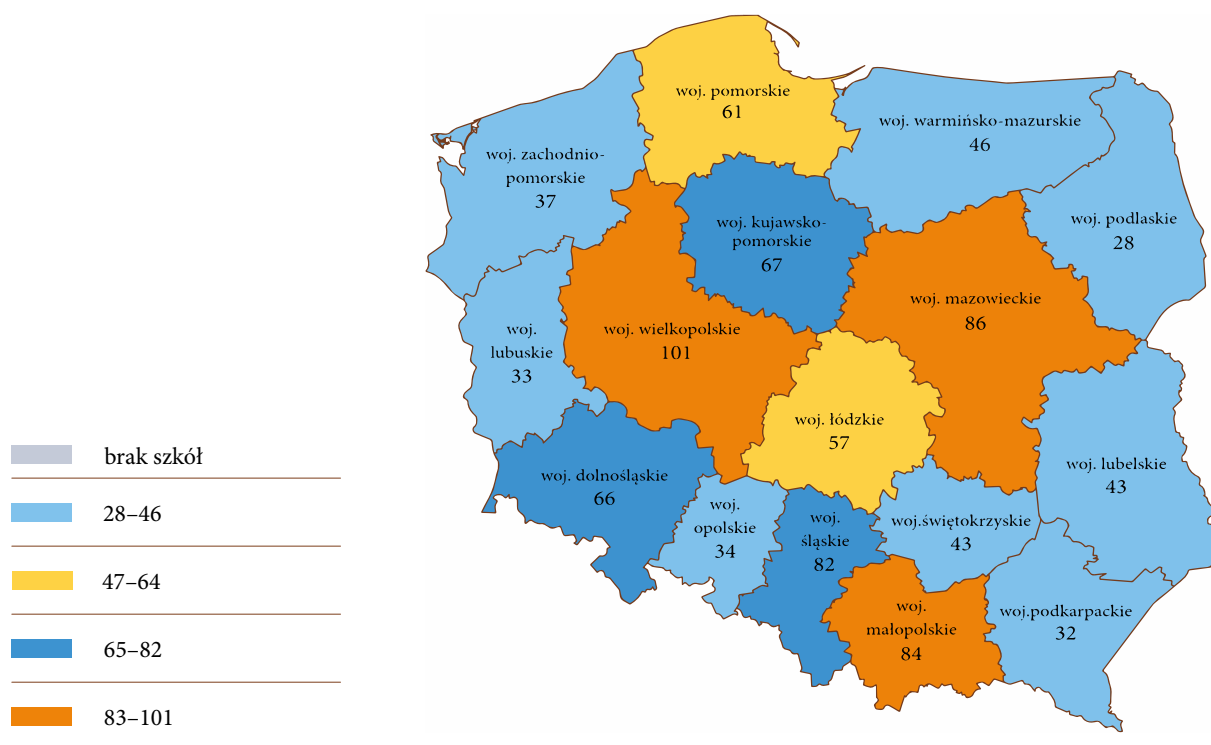 woj. pomorskie
61
woj. warmińsko-mazurskie
46
woj. zachodnio-
pomorskie
37
woj. podlaskie
28
woj. kujawsko-
pomorskie
67
woj. mazowieckie
86
woj. wielkopolskie
101
woj.
lubuskie
33
woj. łódzkie
57
woj. lubelskie
43
woj. dolnośląskie
66
woj.
opolskie
34
woj.
śląskie
82
woj.świętokrzyskie
43
woj.
małopolskie
84
woj.podkarpackie
32
brak szkół
28–46
47–64
65–82
83–101